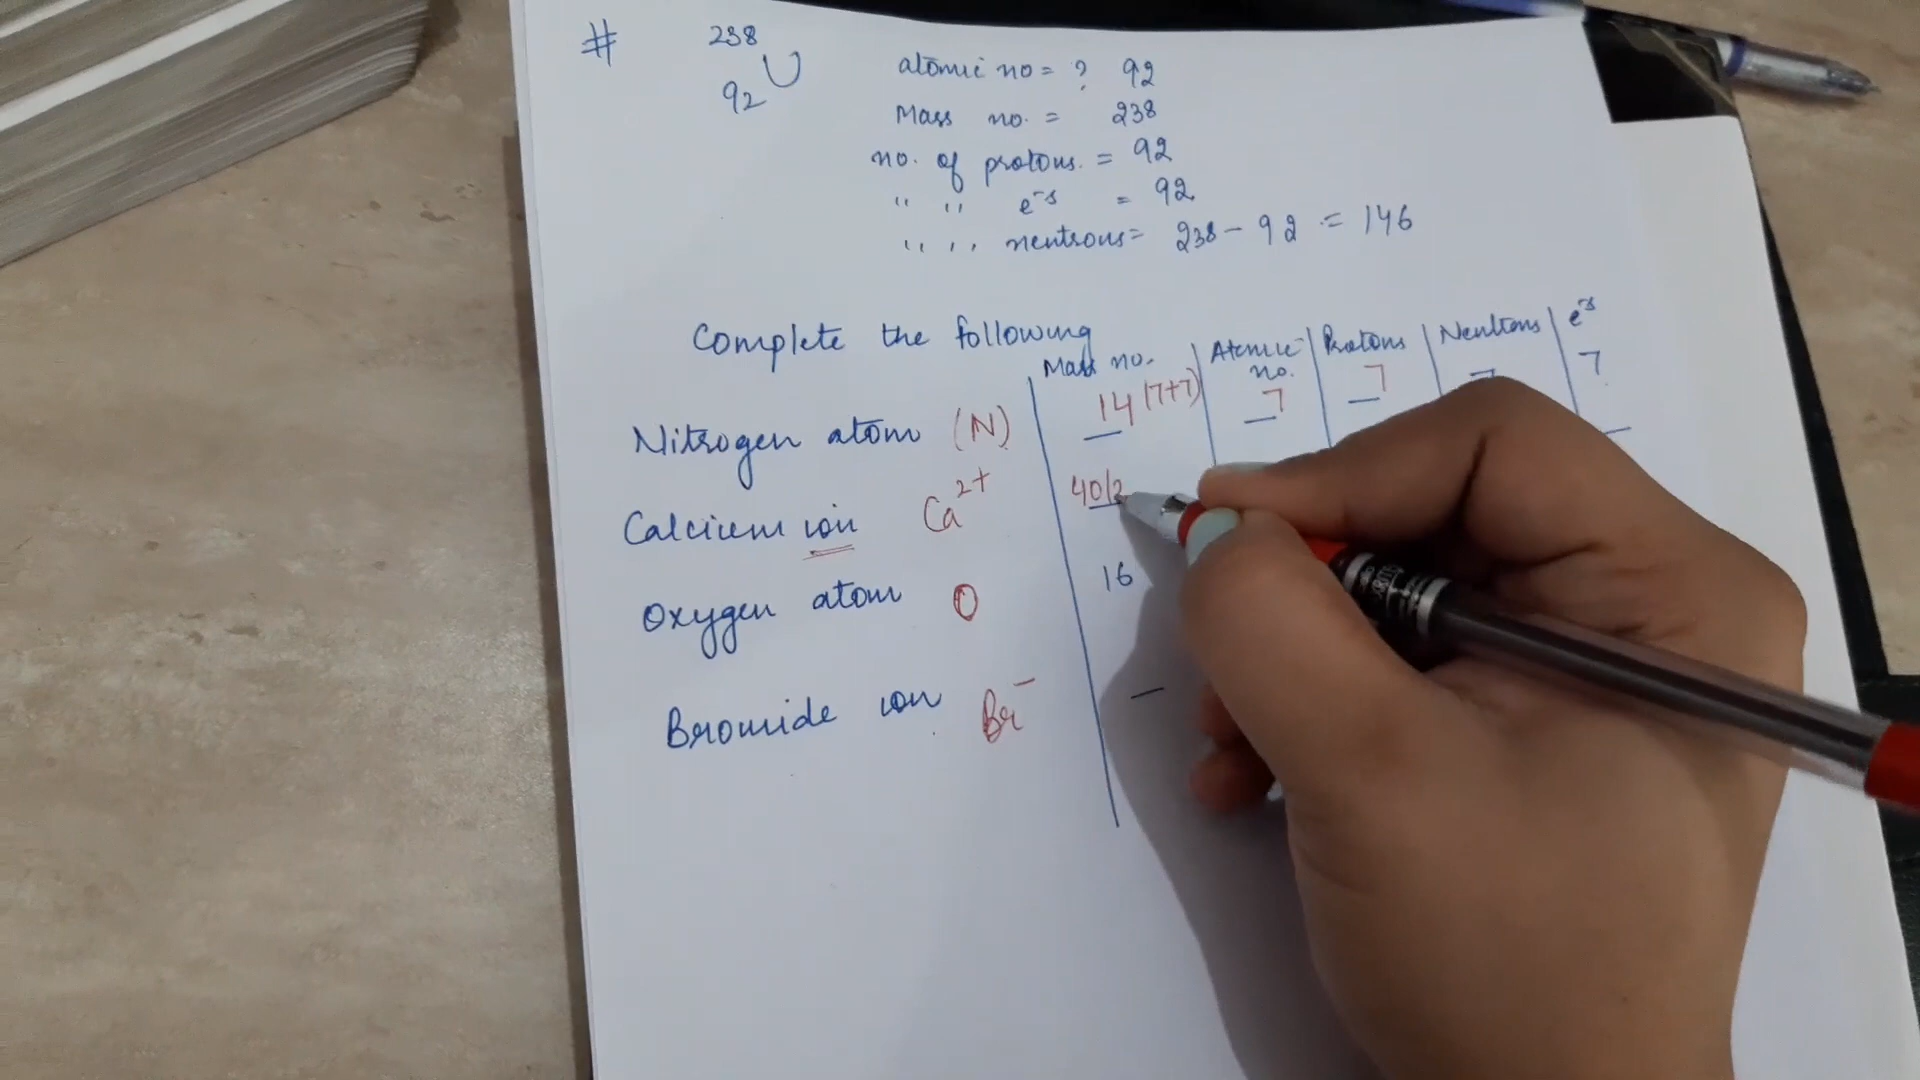 # 238
92 U
atomic no = ? 92
Mass no. = 238
no. of protons. = 92
" " e⁻s = 92
" " neutrons = 238 - 92 = 146
Complete the following
Mass no. Atomic no. Protons Neutrons e⁻s
Nitrogen atom (N) 14 (7+7) 7 7 7 7
Calcium ion Ca²⁺ 40
Oxygen atom O 16
Bromide ion Br⁻ —